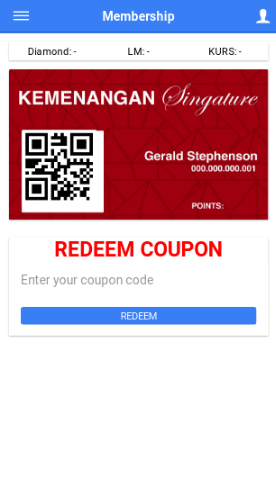 Membership
Diamond: - LM: - KURS: -
KEMENANGAN Singature
Gerald Stephenson
000.000.000.001
POINTS:
REDEEM COUPON
Enter your coupon code
REDEEM